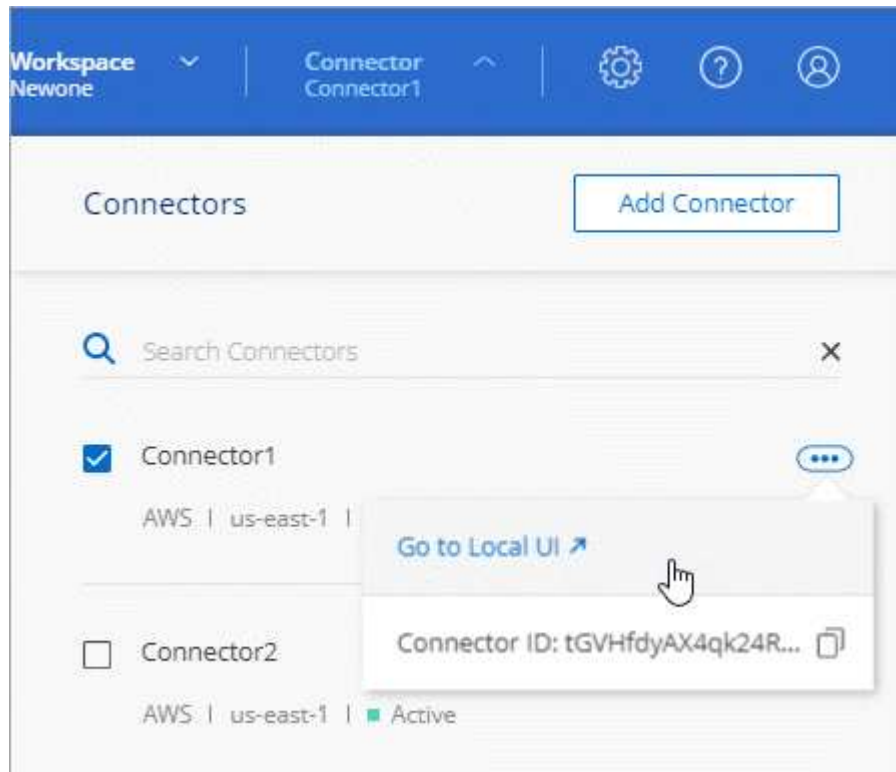 Workspace
Newone
Connector
Connector1
Connectors
Add Connector
Search Connectors
Connector1
AWS | us-east-1 |
Go to Local UI
Connector ID: tGVHfdyAX4qk24R...
Connector2
AWS | us-east-1 | Active